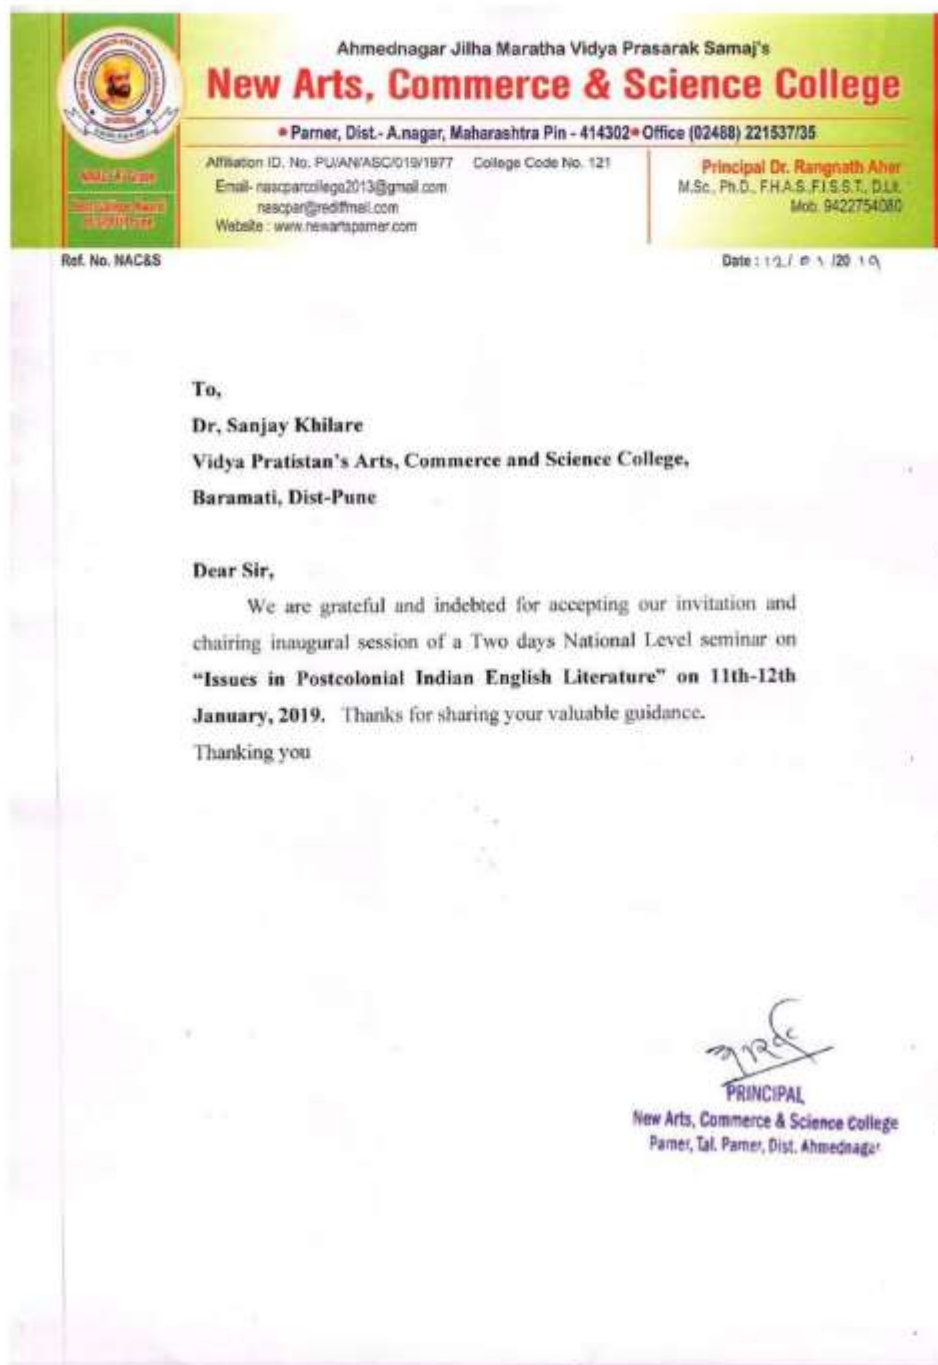 Ahmednagar Jilha Maratha Vidya Prasarak Samaj's
New Arts, Commerce & Science College
• Parner, Dist.- A.nagar, Maharashtra Pin - 414302 • Office (02488) 221537/35
Affiliation ID. No. PU/AN/ASC/019/1977 College Code No. 121
Email- nascparcollege2013@gmail.com
nascpar@rediffmail.com
Website : www.newartsparner.com
Principal Dr. Rangnath Aher
M.Sc., Ph.D., F.H.A.S.,F.I.S.S.T., D.Lit.
Mob. 9422754080
Ref. No. NAC&S
Date : 12/01/2019
To,
Dr, Sanjay Khilare
Vidya Pratistan's Arts, Commerce and Science College,
Baramati, Dist-Pune
Dear Sir,
We are grateful and indebted for accepting our invitation and
chairing inaugural session of a Two days National Level seminar on
“Issues in Postcolonial Indian English Literature” on 11th-12th
January, 2019. Thanks for sharing your valuable guidance.
Thanking you
PRINCIPAL
New Arts, Commerce & Science College
Parner, Tal. Parner, Dist. Ahmednagar